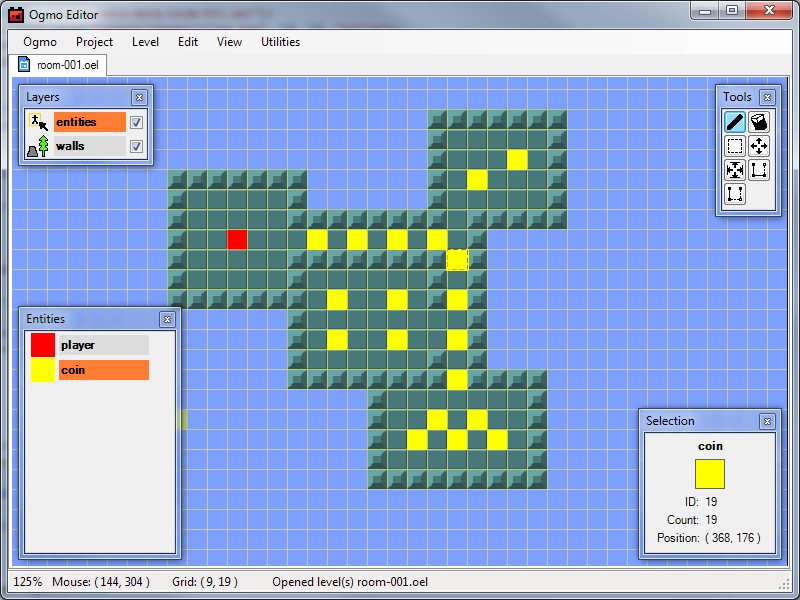 Ogmo Editor
Ogmo Project Level Edit View Utilities
room-001.oel
Layers
entities
walls
Tools
Entities
player
coin
Selection
coin
ID: 19
Count: 19
Position: ( 368, 176 )
125% Mouse: ( 144, 304 ) Grid: ( 9, 19 ) Opened level(s) room-001.oel